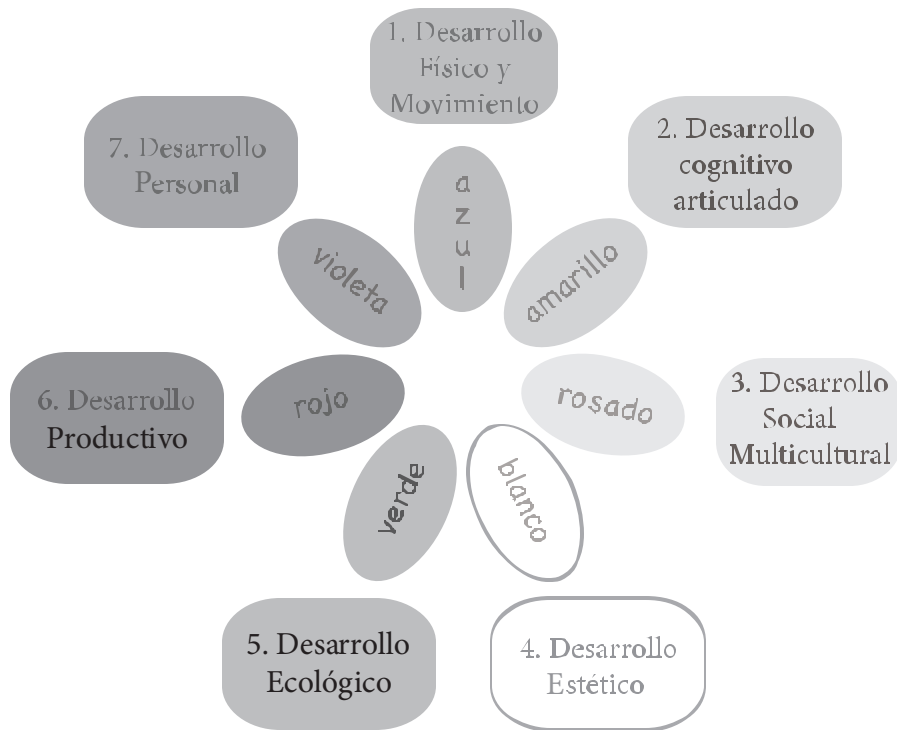 1. Desarrollo
Físico y
Movimiento
azul
2. Desarrollo
cognitivo
articulado
amarillo
3. Desarrollo
Social
Multicultural
rosado
4. Desarrollo
Estético
blanco
5. Desarrollo
Ecológico
verde
6. Desarrollo
Productivo
rojo
7. Desarrollo
Personal
violeta